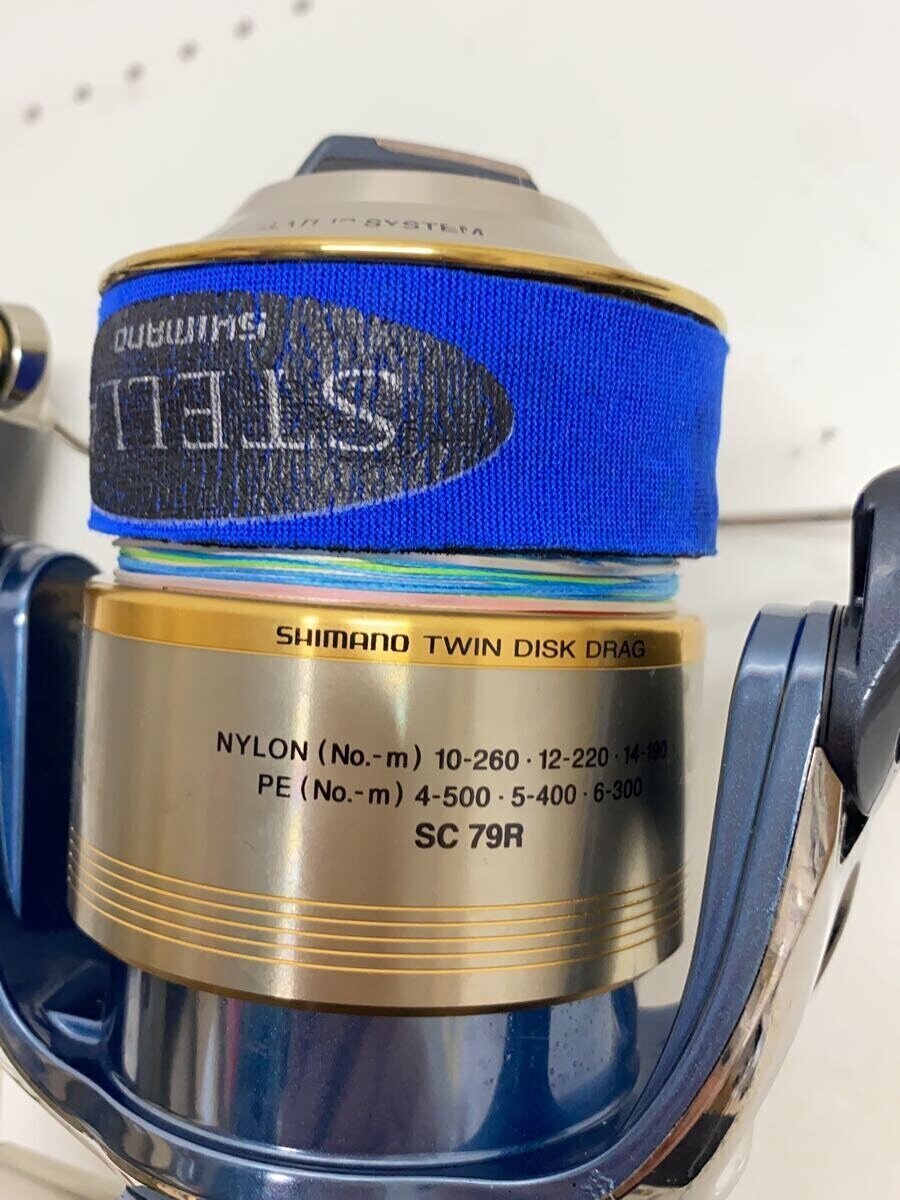 SYSTEM
SHIMANO
STELL
SHIMANO TWIN DISK DRAG
NYLON (No.-m) 10-260 · 12-220 · 14-190
PE (No.-m) 4-500 · 5-400 · 6-300
SC 79R